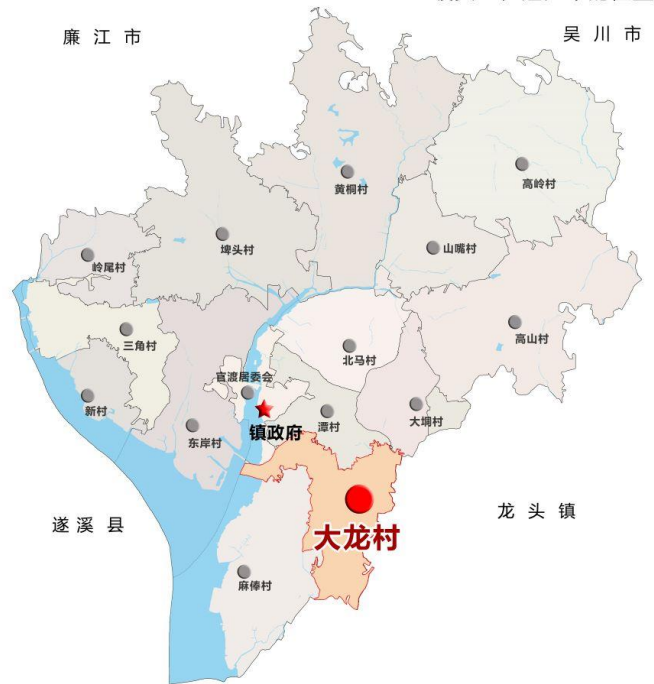 廉江市
吴川市
黄桐村
高岭村
埤头村
山嘴村
岭尾村
三角村
北马村
高山村
官渡居委会
新村
东岸村
镇政府
潭村
大垌村
遂溪县
龙头镇
大龙村
麻俸村